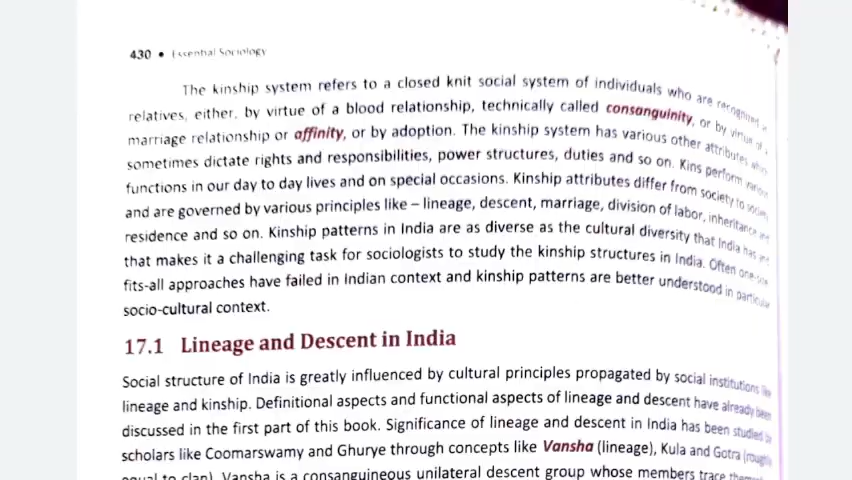 430 • Essential Sociology
The kinship system refers to a closed knit social system of individuals who are recognized
relatives, either, by virtue of a blood relationship, technically called consanguinity, or by virtue of a
marriage relationship or affinity, or by adoption. The kinship system has various other attributes which
sometimes dictate rights and responsibilities, power structures, duties and so on. Kins perform various
functions in our day to day lives and on special occasions. Kinship attributes differ from society to society
and are governed by various principles like – lineage, descent, marriage, division of labor, inheritance and
residence and so on. Kinship patterns in India are as diverse as the cultural diversity that India has and
that makes it a challenging task for sociologists to study the kinship structures in India. Often one-size
fits-all approaches have failed in Indian context and kinship patterns are better understood in particular
socio-cultural context.
17.1 Lineage and Descent in India
Social structure of India is greatly influenced by cultural principles propagated by social institutions like
lineage and kinship. Definitional aspects and functional aspects of lineage and descent have already been
discussed in the first part of this book. Significance of lineage and descent in India has been studied by
scholars like Coomarswamy and Ghurye through concepts like Vansha (lineage), Kula and Gotra (roughly
equal to clan). Vansha is a consanguineous unilateral descent group whose members trace